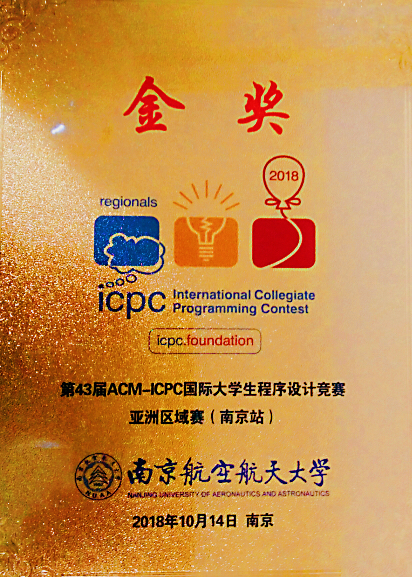 金奖
2018
regionals
icpc International Collegiate
Programming Contest
icpc.foundation
第43届ACM-ICPC国际大学生程序设计竞赛
亚洲区域赛（南京站）
南京航空航天大学
NANJING UNIVERSITY OF AERONAUTICS AND ASTRONAUTICS
2018年10月14日 南京